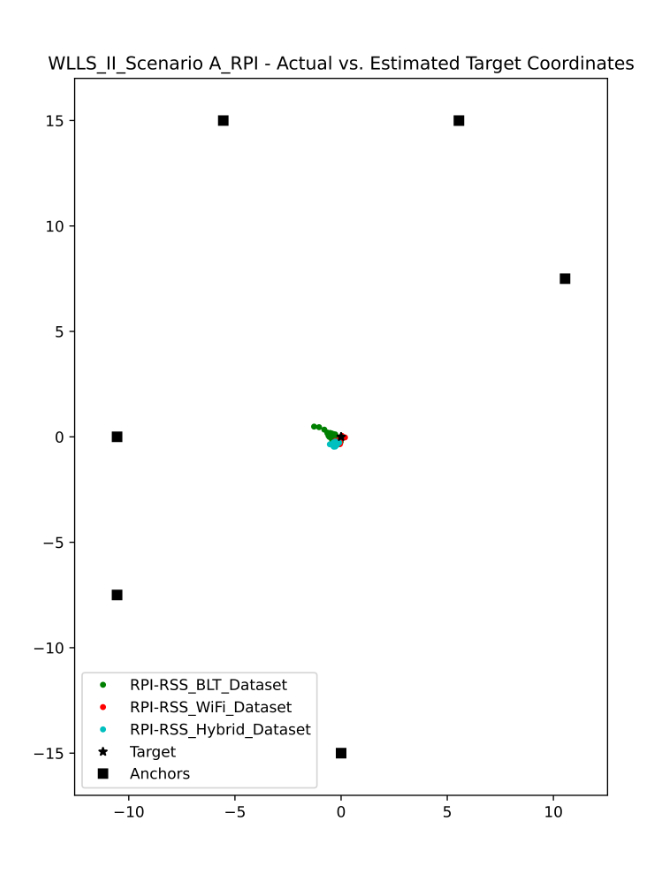 WLLS_II_Scenario A_RPI - Actual vs. Estimated Target Coordinates
15
10
5
0
−5
−10
−15
RPI-RSS_BLT_Dataset
RPI-RSS_WiFi_Dataset
RPI-RSS_Hybrid_Dataset
Target
Anchors
−10
−5
0
5
10